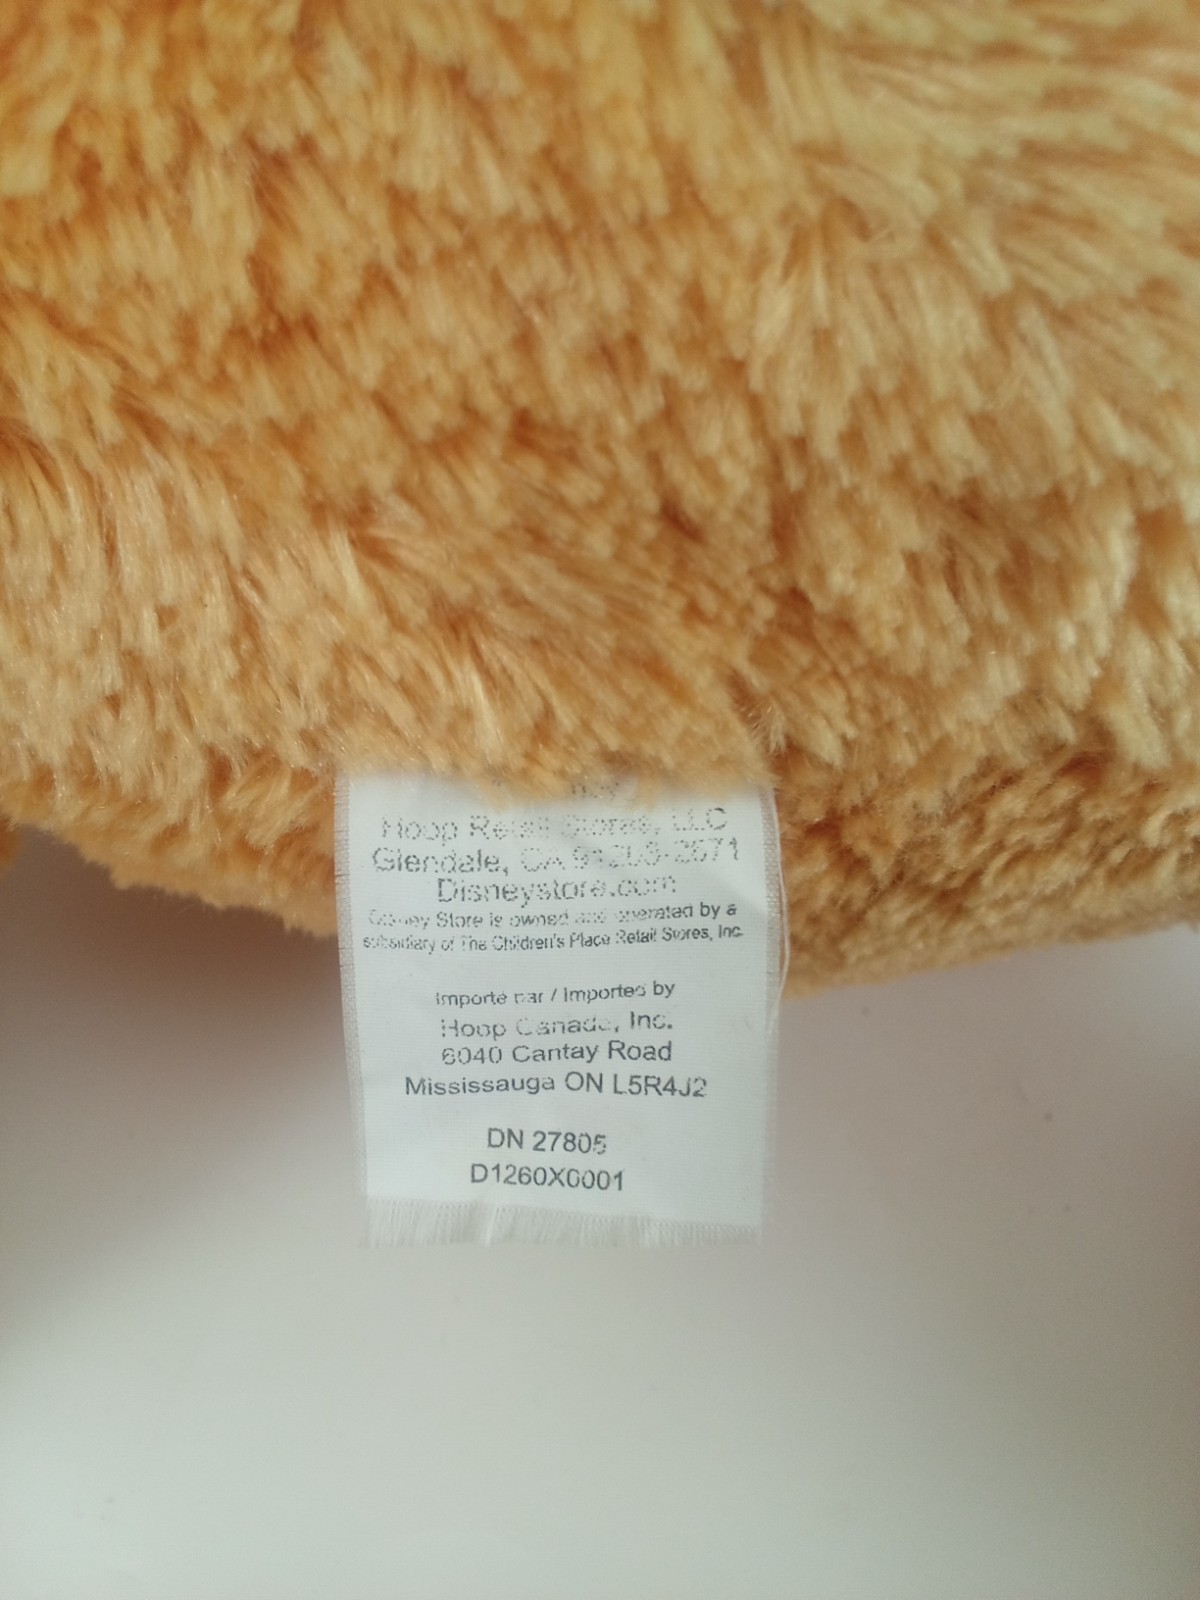 Hoop Retail Stores, LLC
Glendale, CA 91203-2671
Disneystore.com
Disney Store is owned and operated by a
subsidiary of The Children's Place Retail Stores, Inc.
Importé par / Imported by
Hoop Canada, Inc.
6040 Cantay Road
Mississauga ON L5R4J2
DN 27805
D1260X0001